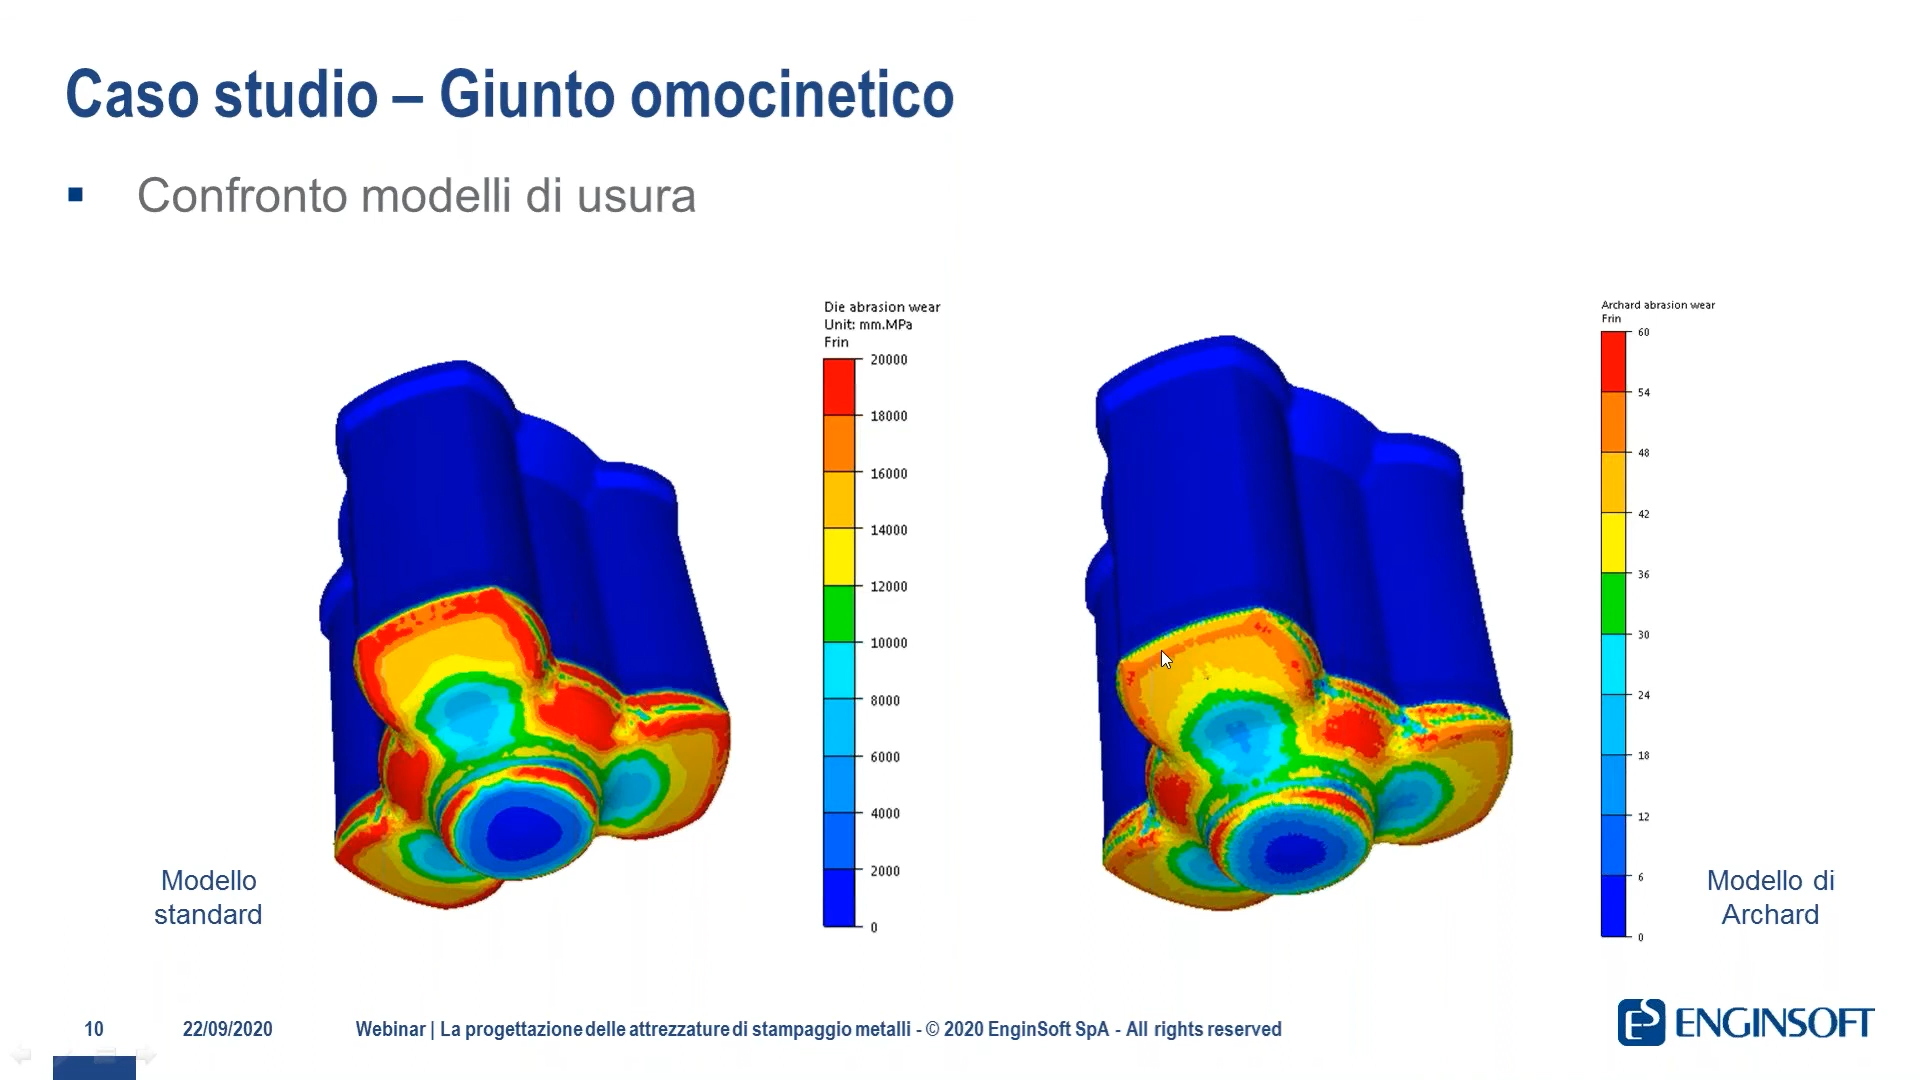 Caso studio – Giunto omocinetico
▪ Confronto modelli di usura
Die abrasion wear
Unit: mm.MPa
Frin
20000
18000
16000
14000
12000
10000
8000
6000
4000
2000
0
Modello
standard
Archard abrasion wear
Frin
60
54
48
42
36
30
24
18
12
6
0
Modello di
Archard
10 22/09/2020 Webinar | La progettazione delle attrezzature di stampaggio metalli - © 2020 EnginSoft SpA - All rights reserved
ES ENGINSOFT